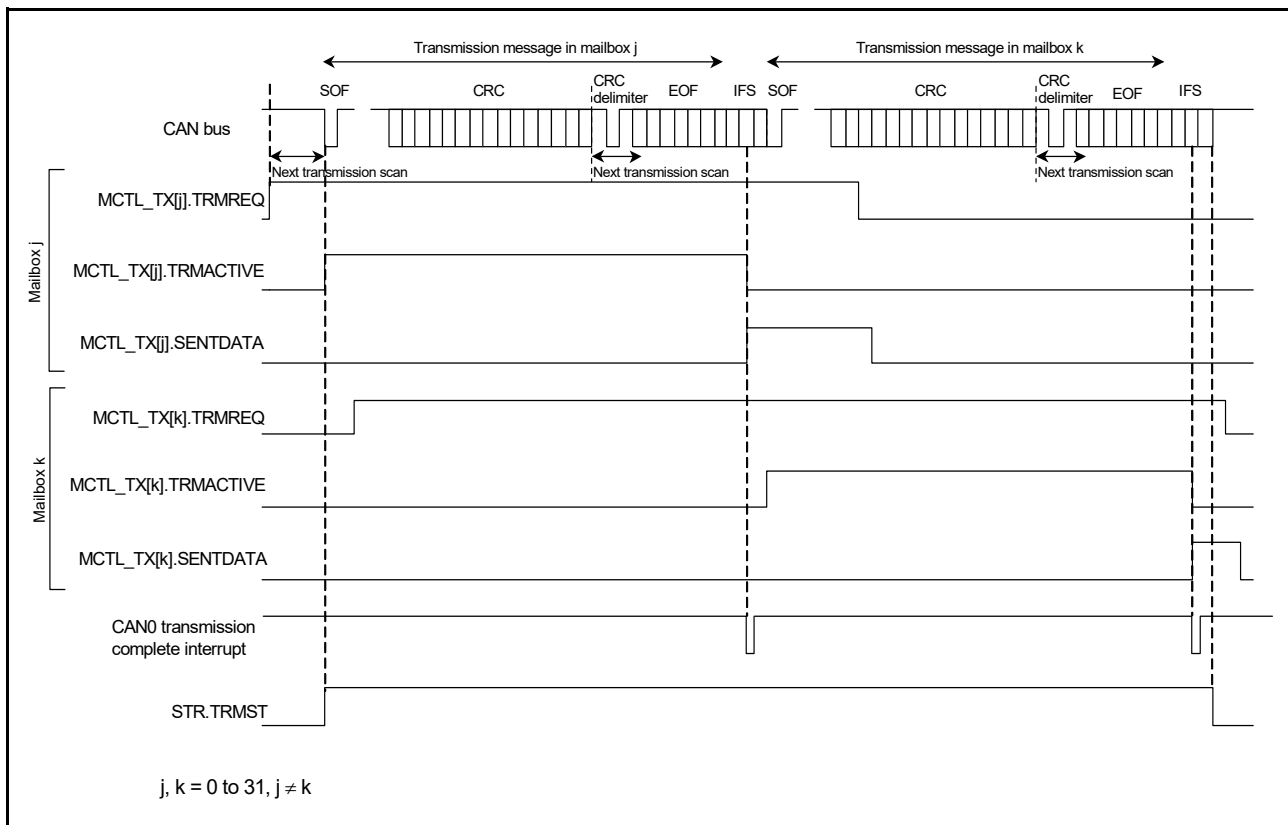 Transmission message in mailbox j
Transmission message in mailbox k
SOF
CRC
CRC
delimiter
EOF
IFS
SOF
CRC
CRC
delimiter
EOF
IFS
CAN bus
Next transmission scan
Next transmission scan
Next transmission scan
Mailbox j
MCTL_TX[j].TRMREQ
MCTL_TX[j].TRMACTIVE
MCTL_TX[j].SENTDATA
Mailbox k
MCTL_TX[k].TRMREQ
MCTL_TX[k].TRMACTIVE
MCTL_TX[k].SENTDATA
CAN0 transmission
complete interrupt
STR.TRMST
j, k = 0 to 31, j ≠ k